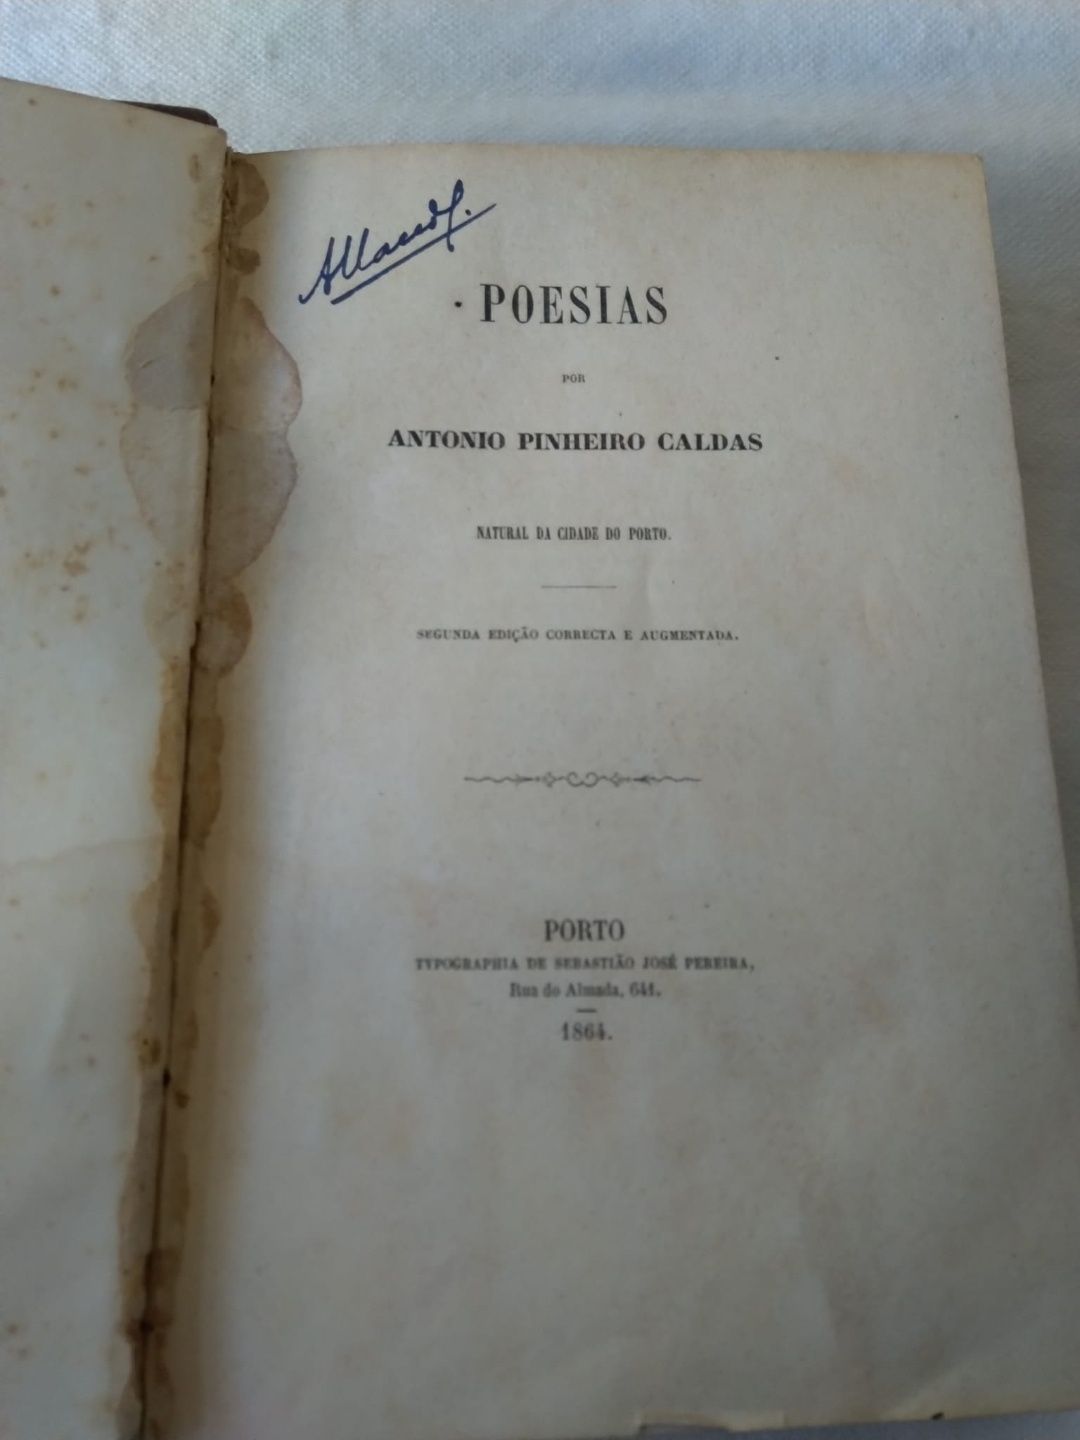 POESIAS
POR
ANTONIO PINHEIRO CALDAS
NATURAL DA CIDADE DO PORTO.
SEGUNDA EDIÇÃO CORRECTA E AUGMENTADA.
PORTO
TYPOGRAPHIA DE SEBASTIÃO JOSÉ PEREIRA,
Rua do Almada, 641.
1864.